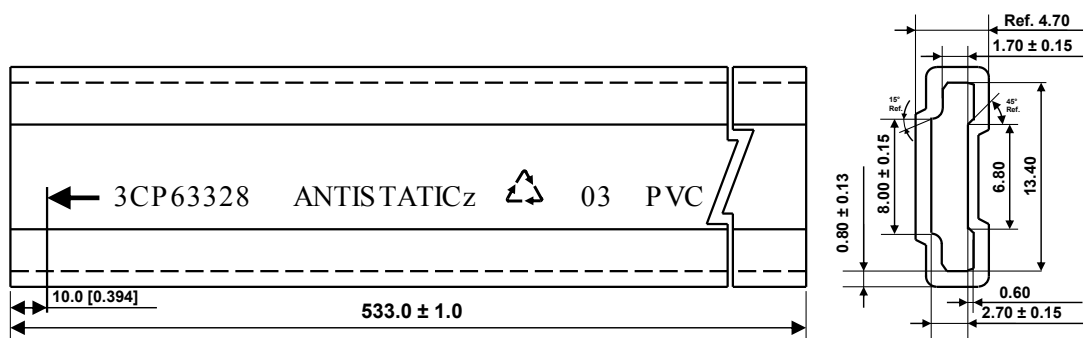 Ref. 4.70
1.70 ± 0.15
15° Ref.
45° Ref.
8.00 ± 0.15
6.80
13.40
0.80 ± 0.13
3CP63328 ANTISTATICz 03 PVC
10.0 [0.394]
533.0 ± 1.0
0.60
2.70 ± 0.15